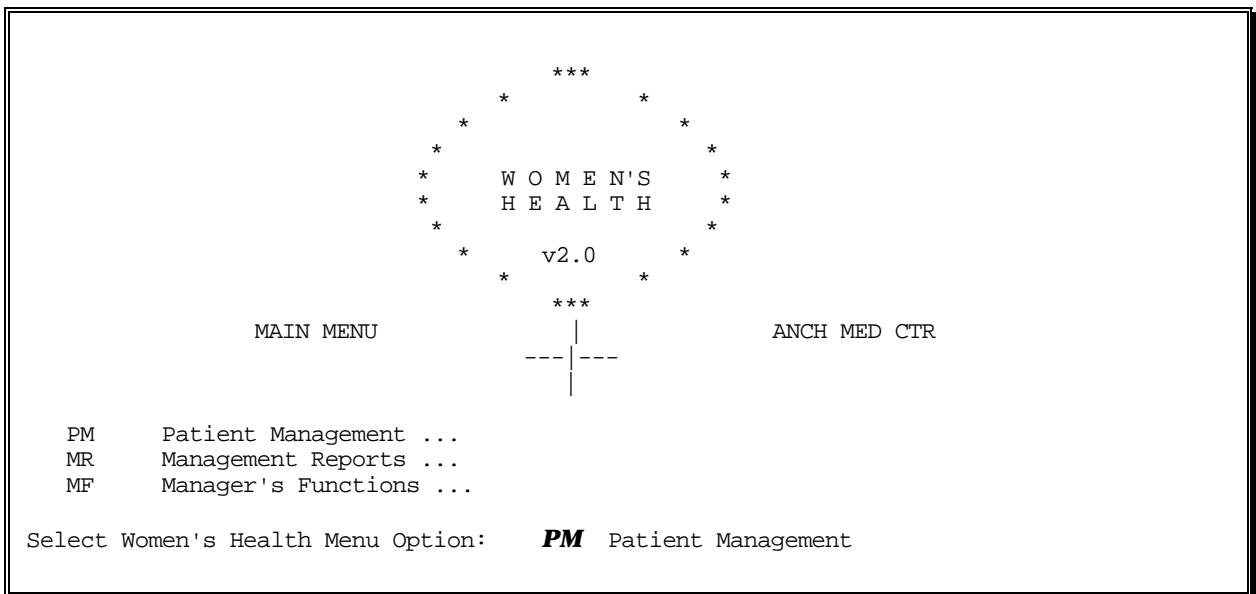 ***
* *
* *
* *
* W O M E N'S *
* H E A L T H *
* *
* v2.0 *
* *
***
MAIN MENU | ANCH MED CTR
---|---
|
PM Patient Management ...
MR Management Reports ...
MF Manager's Functions ...
Select Women's Health Menu Option: PM Patient Management